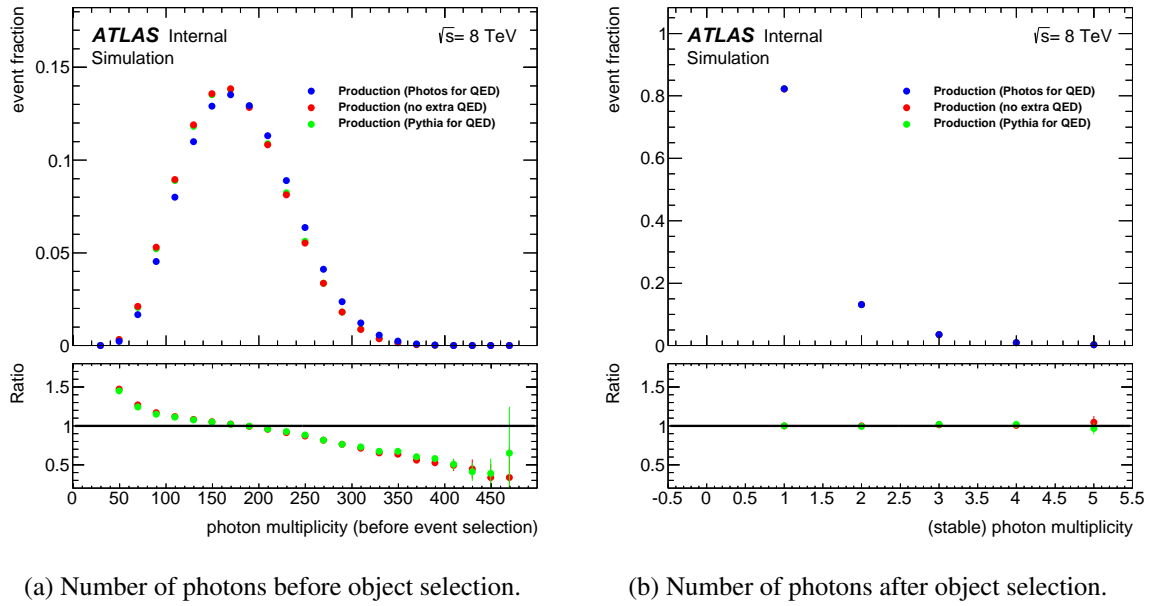 ATLAS Internal
Simulation
√s= 8 TeV
event fraction
0.15
0.1
0.05
0
Production (Photos for QED)
Production (no extra QED)
Production (Pythia for QED)
Ratio
1.5
1
0.5
0 50 100 150 200 250 300 350 400 450
photon multiplicity (before event selection)
(a) Number of photons before object selection.
ATLAS Internal
Simulation
√s= 8 TeV
event fraction
1
0.8
0.6
0.4
0.2
0
Production (Photos for QED)
Production (no extra QED)
Production (Pythia for QED)
Ratio
1.5
1
0.5
-0.5 0 0.5 1 1.5 2 2.5 3 3.5 4 4.5 5 5.5
(stable) photon multiplicity
(b) Number of photons after object selection.